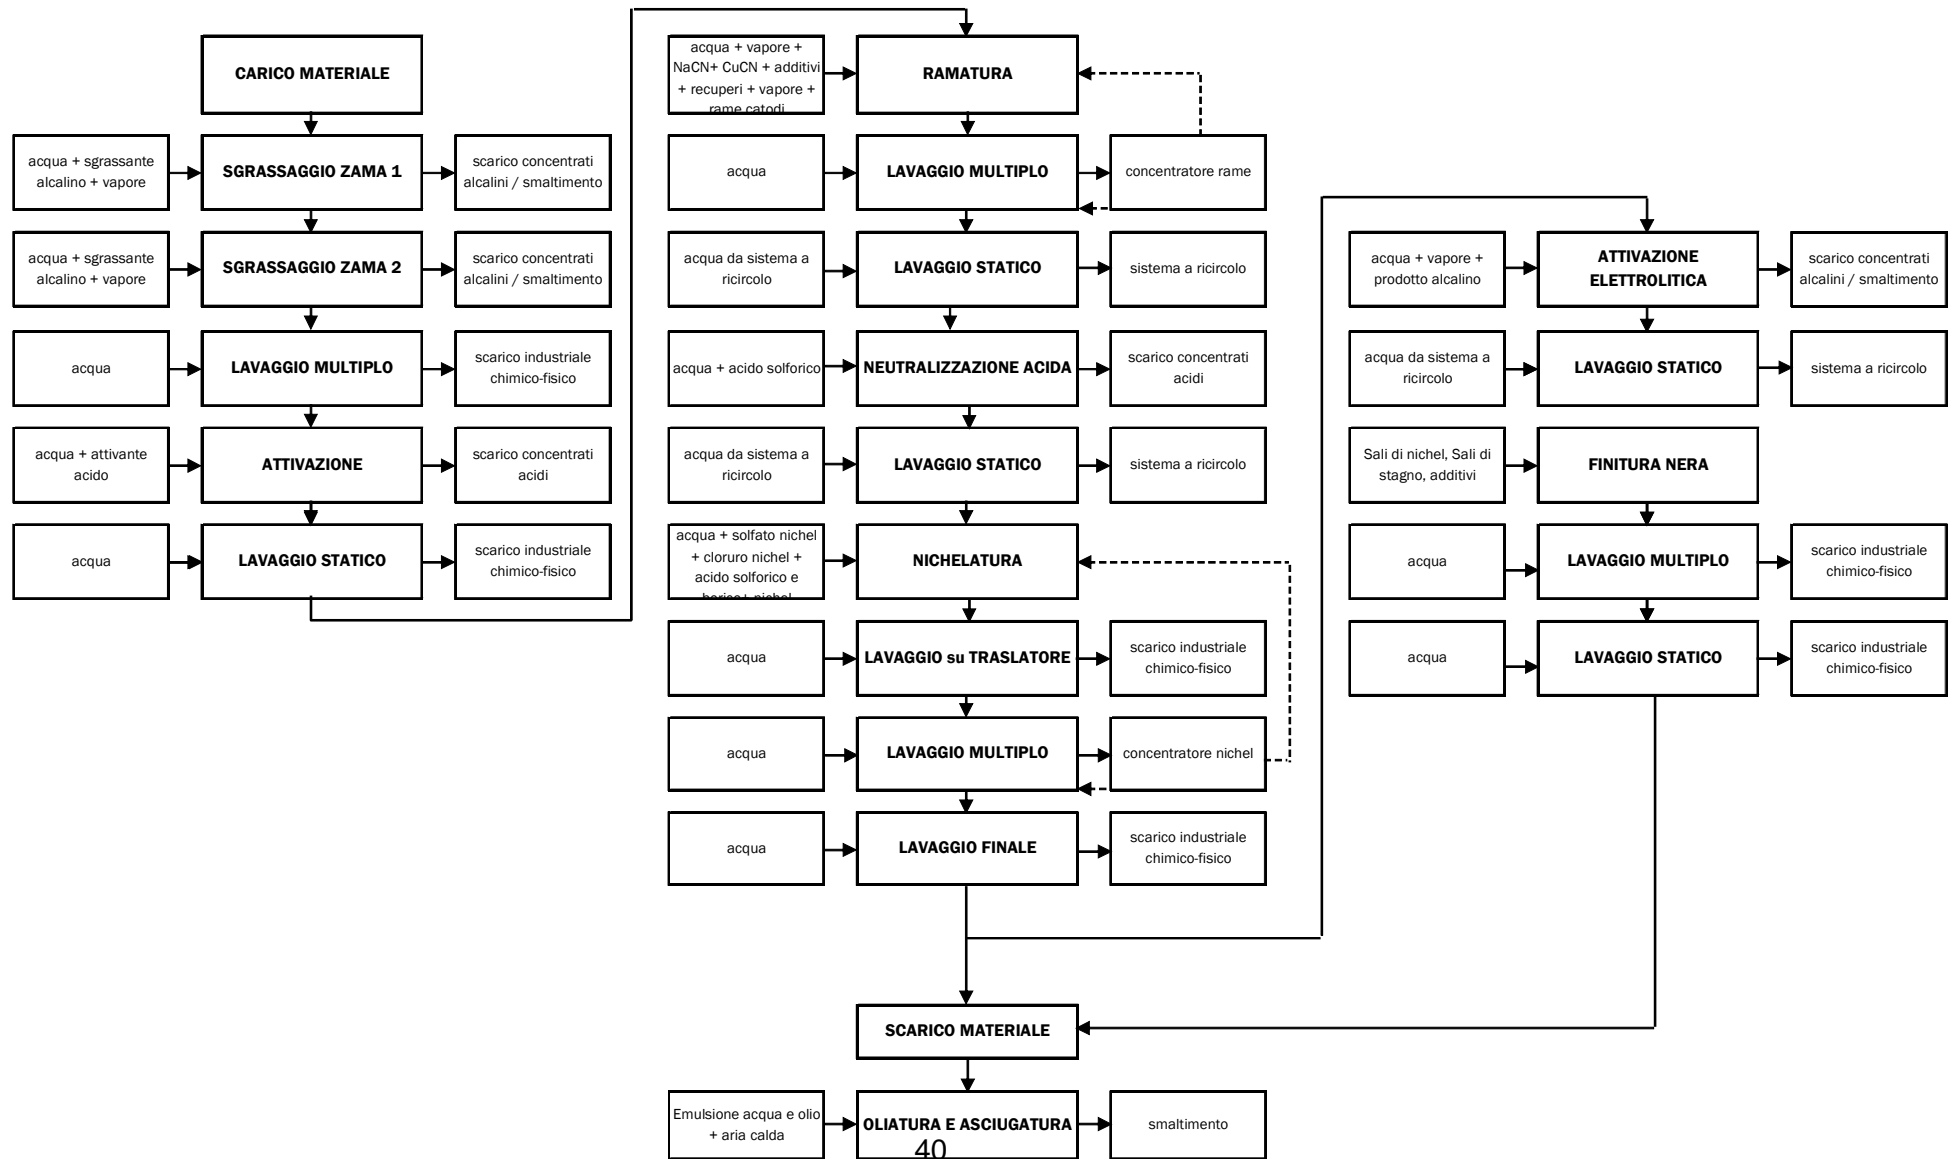 CARICO MATERIALE
acqua + sgrassante
alcalino + vapore
SGRASSAGGIO ZAMA 1
scarico concentrati
alcalini / smaltimento
acqua + sgrassante
alcalino + vapore
SGRASSAGGIO ZAMA 2
scarico concentrati
alcalini / smaltimento
acqua
LAVAGGIO MULTIPLO
scarico industriale
chimico-fisico
acqua + attivante
acido
ATTIVAZIONE
scarico concentrati
acidi
acqua
LAVAGGIO STATICO
scarico industriale
chimico-fisico
acqua + vapore +
NaCN+ CuCN + additivi
+ recuperi + vapore +
rame catodi
RAMATURA
acqua
LAVAGGIO MULTIPLO
concentratore rame
acqua da sistema a
ricircolo
LAVAGGIO STATICO
sistema a ricircolo
acqua + acido solforico
NEUTRALIZZAZIONE ACIDA
scarico concentrati
acidi
acqua da sistema a
ricircolo
LAVAGGIO STATICO
sistema a ricircolo
acqua + solfato nichel
+ cloruro nichel +
acido solforico e
borico+ nichel
NICHELATURA
acqua
LAVAGGIO su TRASLATORE
scarico industriale
chimico-fisico
acqua
LAVAGGIO MULTIPLO
concentratore nichel
acqua
LAVAGGIO FINALE
scarico industriale
chimico-fisico
acqua + vapore +
prodotto alcalino
ATTIVAZIONE
ELETTROLITICA
scarico concentrati
alcalini / smaltimento
acqua da sistema a
ricircolo
LAVAGGIO STATICO
sistema a ricircolo
Sali di nichel, Sali di
stagno, additivi
FINITURA NERA
acqua
LAVAGGIO MULTIPLO
scarico industriale
chimico-fisico
acqua
LAVAGGIO STATICO
scarico industriale
chimico-fisico
SCARICO MATERIALE
Emulsione acqua e olio
+ aria calda
OLIATURA E ASCIUGATURA
smaltimento
40